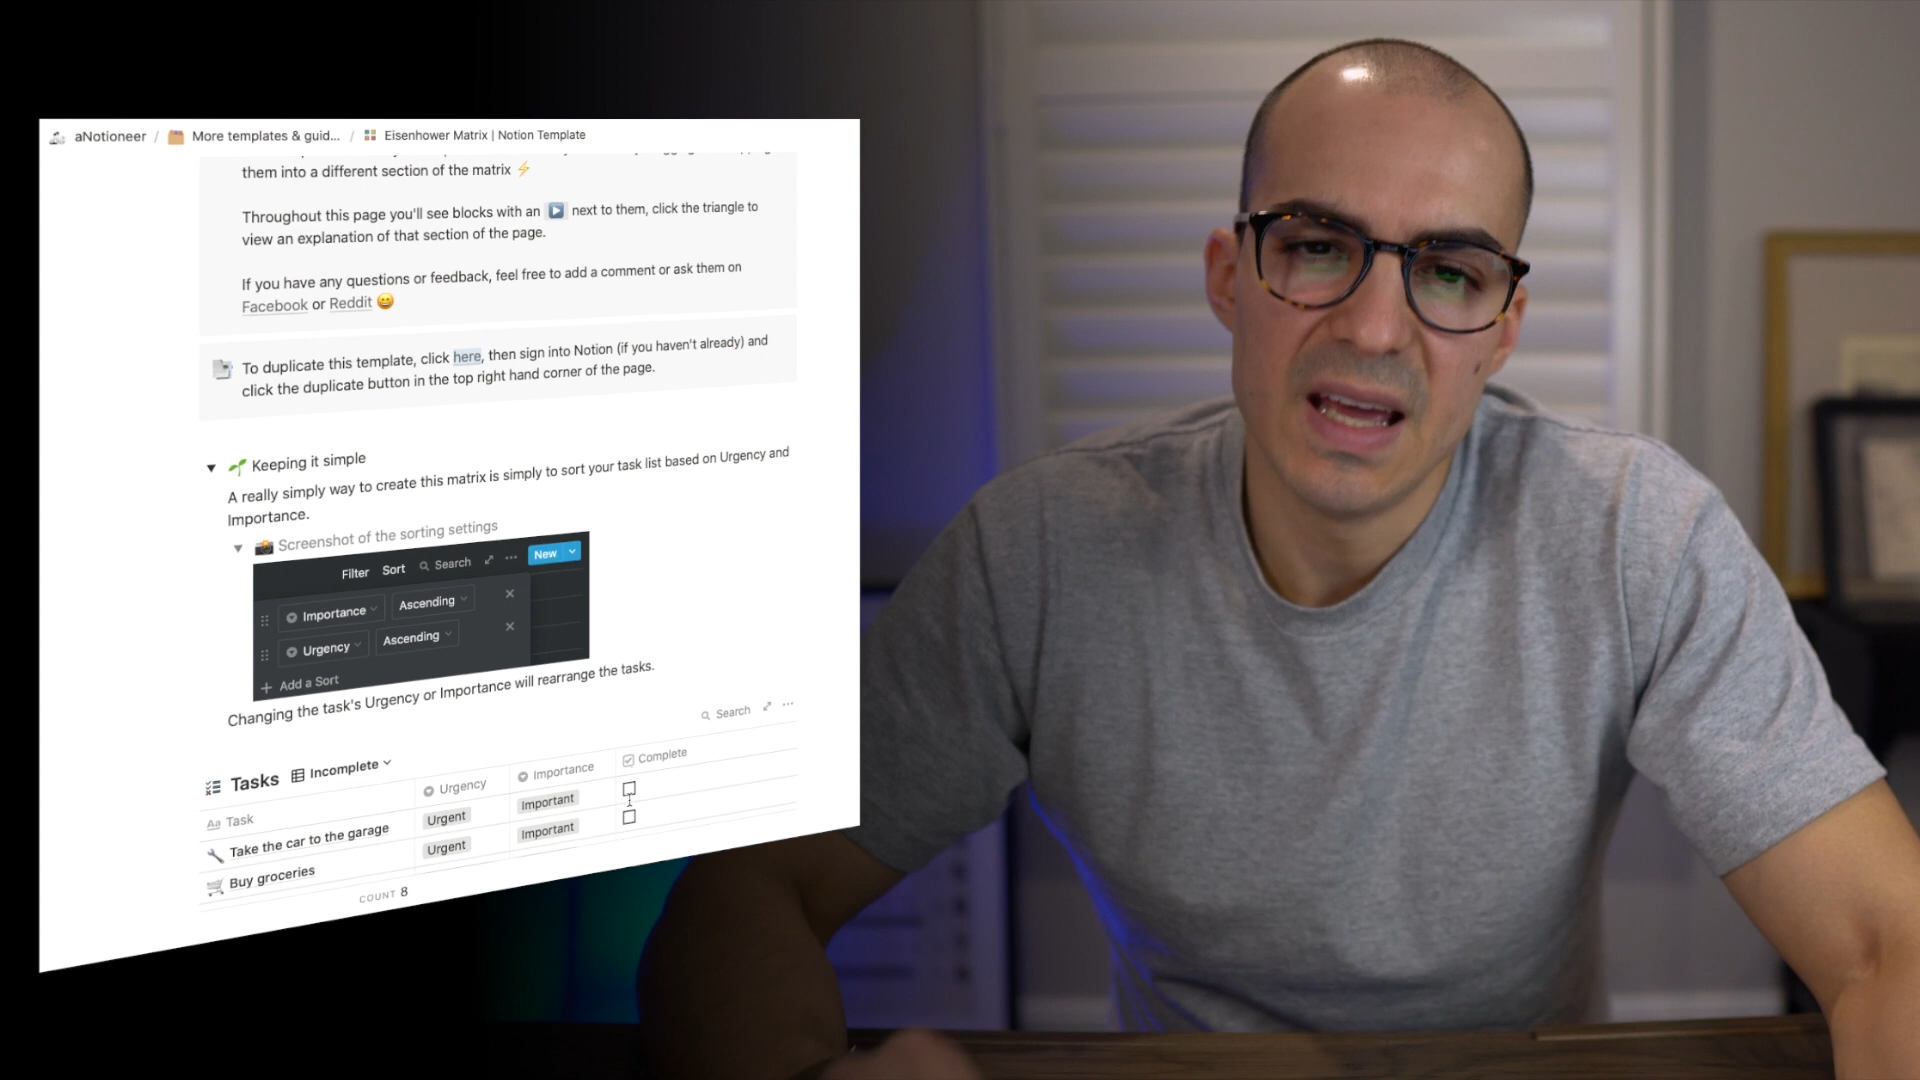 aNotioneer / More templates & guid... / Eisenhower Matrix | Notion Template
them into a different section of the matrix ⚡
Throughout this page you'll see blocks with an ▶ next to them, click the triangle to
view an explanation of that section of the page.
If you have any questions or feedback, feel free to add a comment or ask them on
Facebook or Reddit 😄
To duplicate this template, click here, then sign into Notion (if you haven't already) and
click the duplicate button in the top right hand corner of the page.
Keeping it simple
A really simply way to create this matrix is simply to sort your task list based on Urgency and
Importance.
Screenshot of the sorting settings
Filter Sort Search ... New
Importance Ascending
Urgency Ascending
+ Add a Sort
Changing the task's Urgency or Importance will rearrange the tasks.
Search ...
Tasks Incomplete
Aa Task Urgency Importance Complete
Take the car to the garage Urgent Important
Buy groceries Urgent Important
COUNT 8